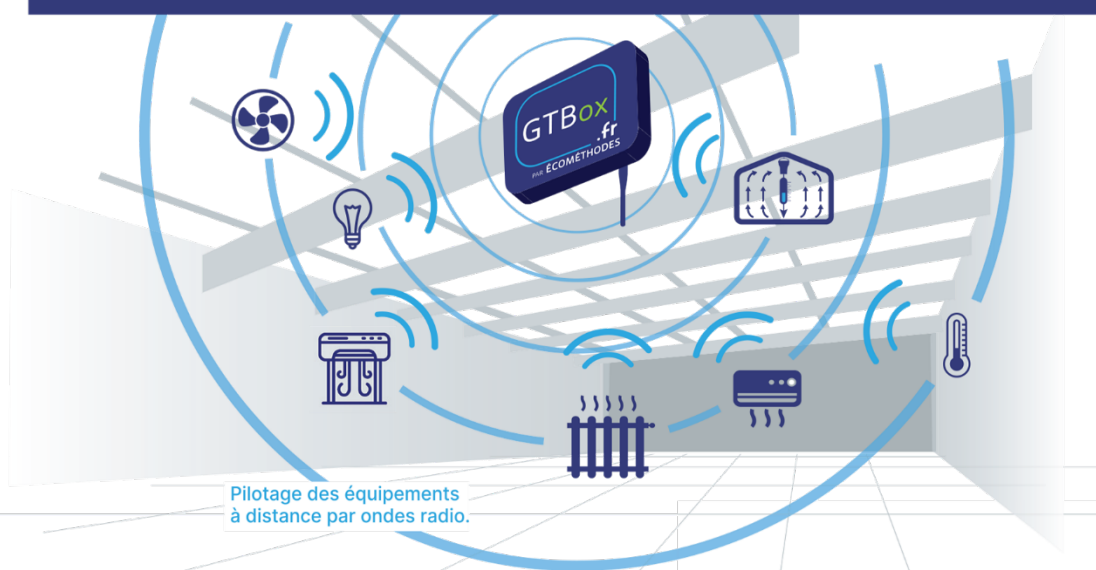 GTBox
.fr
PAR ÉCOMÉTHODES
Pilotage des équipements
à distance par ondes radio.